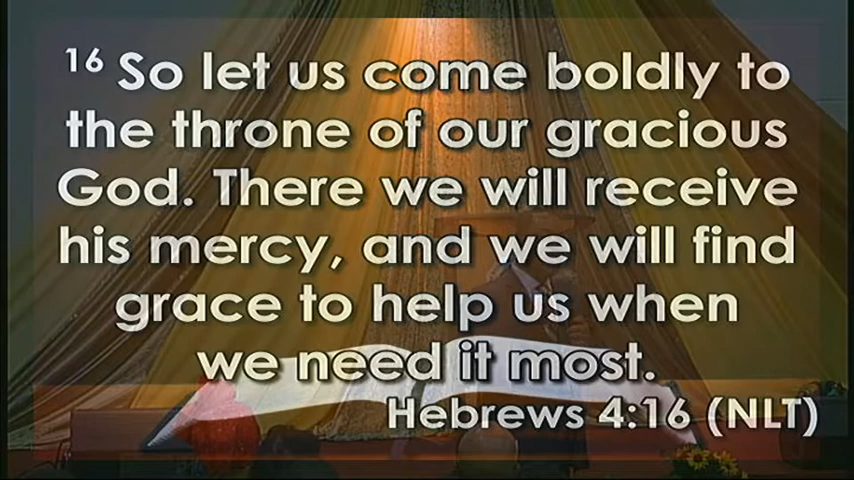 16 So let us come boldly to
the throne of our gracious
God. There we will receive
his mercy, and we will find
grace to help us when
we need it most.
Hebrews 4:16 (NLT)